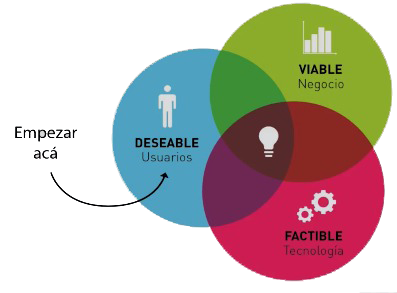 VIABLE
Negocio
Empezar
acá
DESEABLE
Usuarios
FACTIBLE
Tecnología